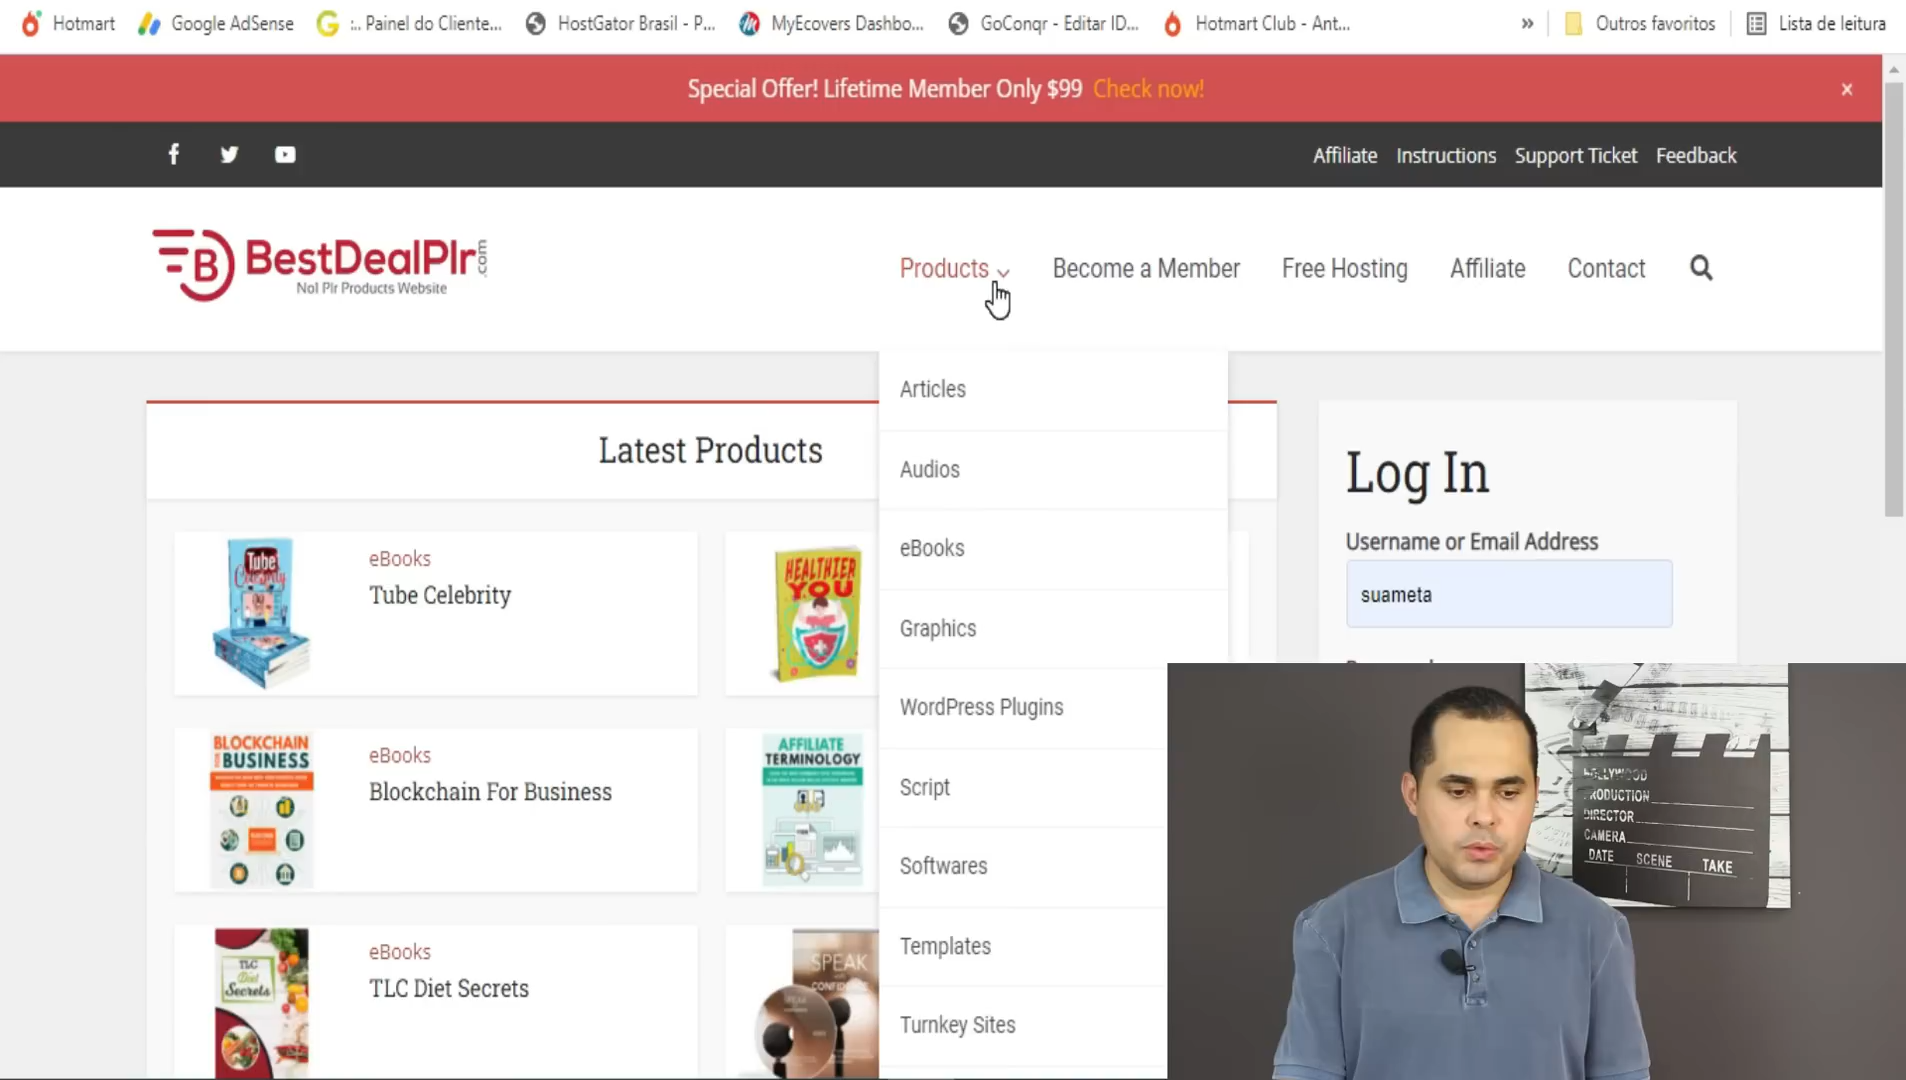 Hotmart
Google AdSense
:.. Painel do Cliente...
HostGator Brasil - P...
MyEcovers Dashbo...
GoConqr - Editar ID...
Hotmart Club - Ant...
»
Outros favoritos
Lista de leitura
Special Offer! Lifetime Member Only $99 Check now!
×
Affiliate Instructions Support Ticket Feedback
BestDealPlr.com
No1 Plr Products Website
Products
Become a Member
Free Hosting
Affiliate
Contact
Articles
Audios
eBooks
Graphics
WordPress Plugins
Script
Softwares
Templates
Turnkey Sites
Latest Products
Tube
Celebrity
eBooks
Tube Celebrity
HEALTHIER
YOU
BLOCKCHAIN
FOR
BUSINESS
eBooks
Blockchain For Business
AFFILIATE
TERMINOLOGY
TLC
Diet
Secrets
eBooks
TLC Diet Secrets
SPEAK
CONFIDENCE
Log In
Username or Email Address
suameta
HOLLYWOOD
PRODUCTION
DIRECTOR
CAMERA
DATE SCENE TAKE